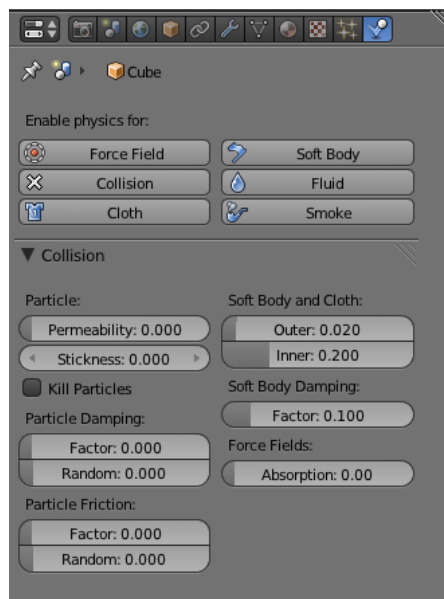 Cube
Enable physics for:
Force Field
Soft Body
Collision
Fluid
Cloth
Smoke
Collision
Particle:
Permeability: 0.000
Stickness: 0.000
Kill Particles
Particle Damping:
Factor: 0.000
Random: 0.000
Particle Friction:
Factor: 0.000
Random: 0.000
Soft Body and Cloth:
Outer: 0.020
Inner: 0.200
Soft Body Damping:
Factor: 0.100
Force Fields:
Absorption: 0.00